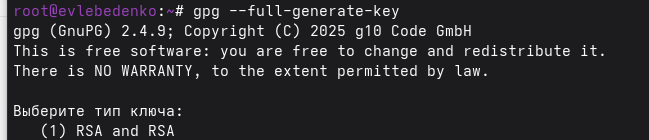 root@evlebedenko:~# gpg --full-generate-key
gpg (GnuPG) 2.4.9; Copyright (C) 2025 g10 Code GmbH
This is free software: you are free to change and redistribute it.
There is NO WARRANTY, to the extent permitted by law.
Выберите тип ключа:
(1) RSA and RSA